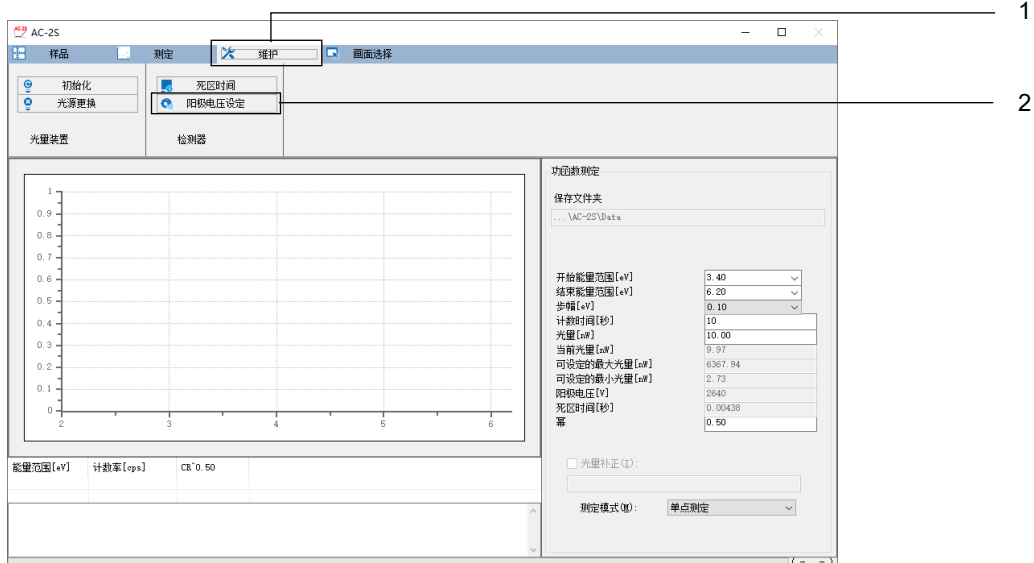 1
AC-2S
样品 测定 维护 画面选择
初始化 死区时间
光源更换 阳极电压设定
2
光量装置 检测器
功函数测定
保存文件夹
...\AC-2S\Data
1
0.9
0.8
0.7
0.6
0.5
0.4
0.3
0.2
0.1
0
2 3 4 5 6
开始能量范围[eV] 3.40
结束能量范围[eV] 6.20
步幅[eV] 0.10
计数时间[秒] 10
光量[nW] 10.00
当前光量[nW] 9.97
可设定的最大光量[nW] 6367.94
可设定的最小光量[nW] 2.73
阳极电压[V] 2640
死区时间[秒] 0.00438
幂 0.50
能量范围[eV] 计数率[cps] CR^0.50
光量补正(I):
测定模式(M): 单点测定